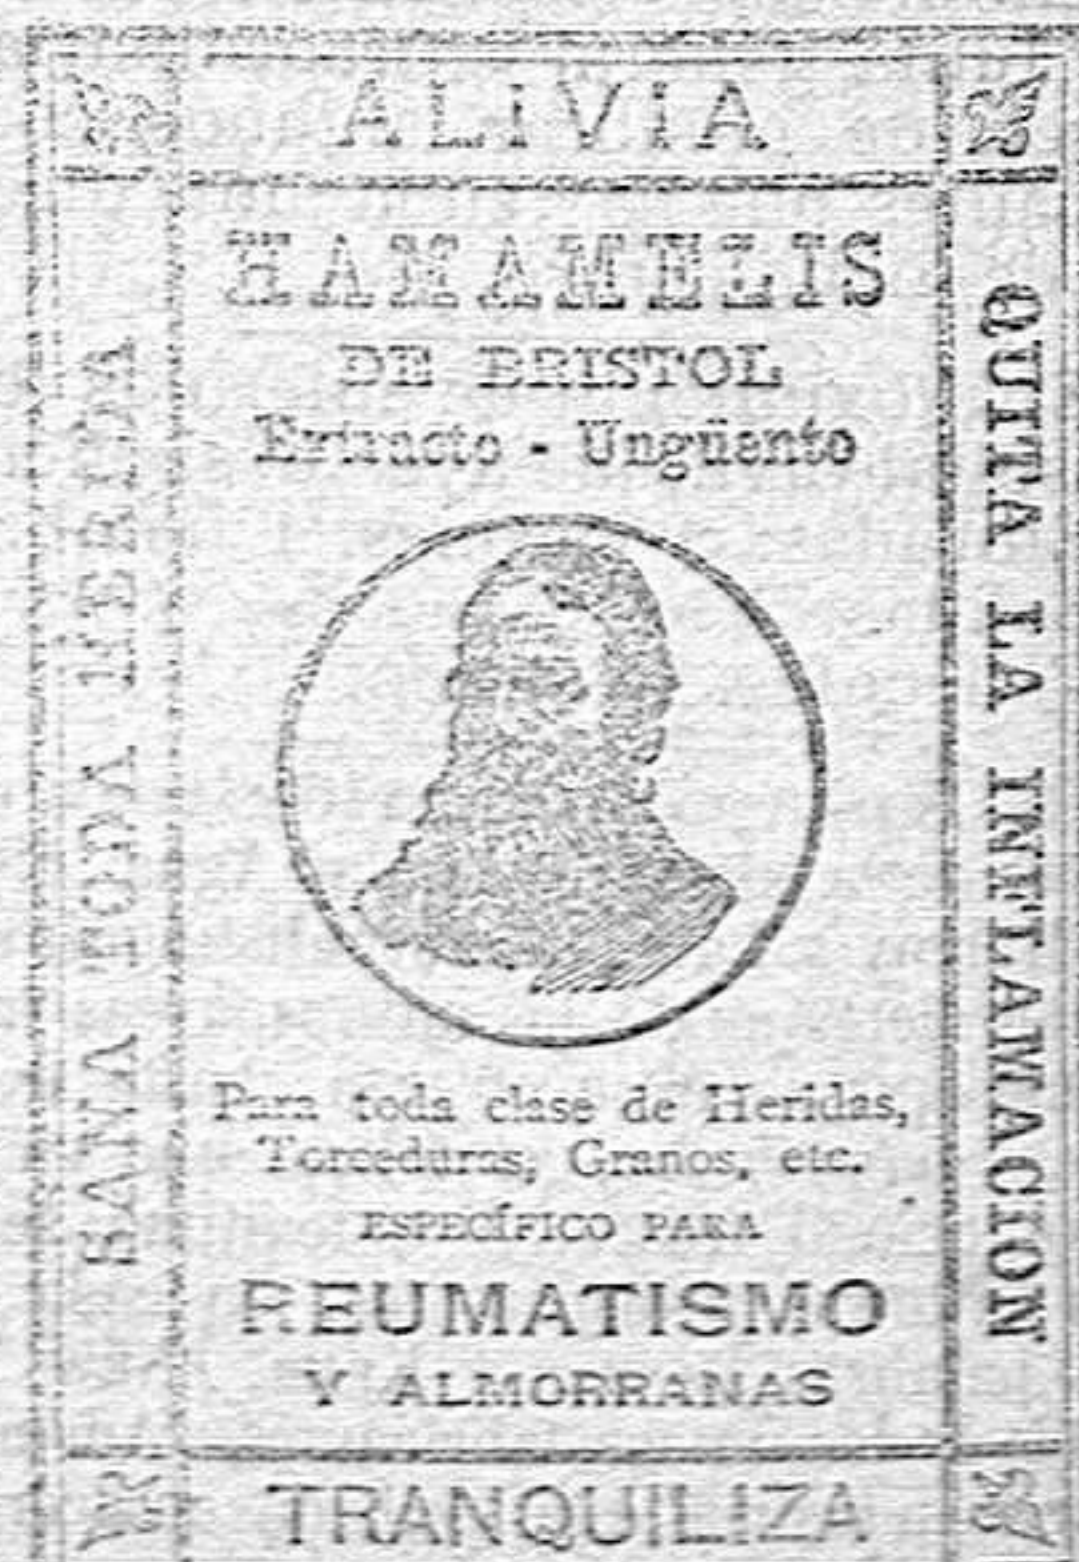 ALIVIA
HAMAMELIS
DE BRISTOL
Extracto - Ungüento
SANA TODA HERIDA
QUITA LA INFLAMACION
Para toda clase de Heridas,
Torceduras, Granos, etc.
ESPECÍFICO PARA
REUMATISMO
Y ALMORRANAS
TRANQUILIZA